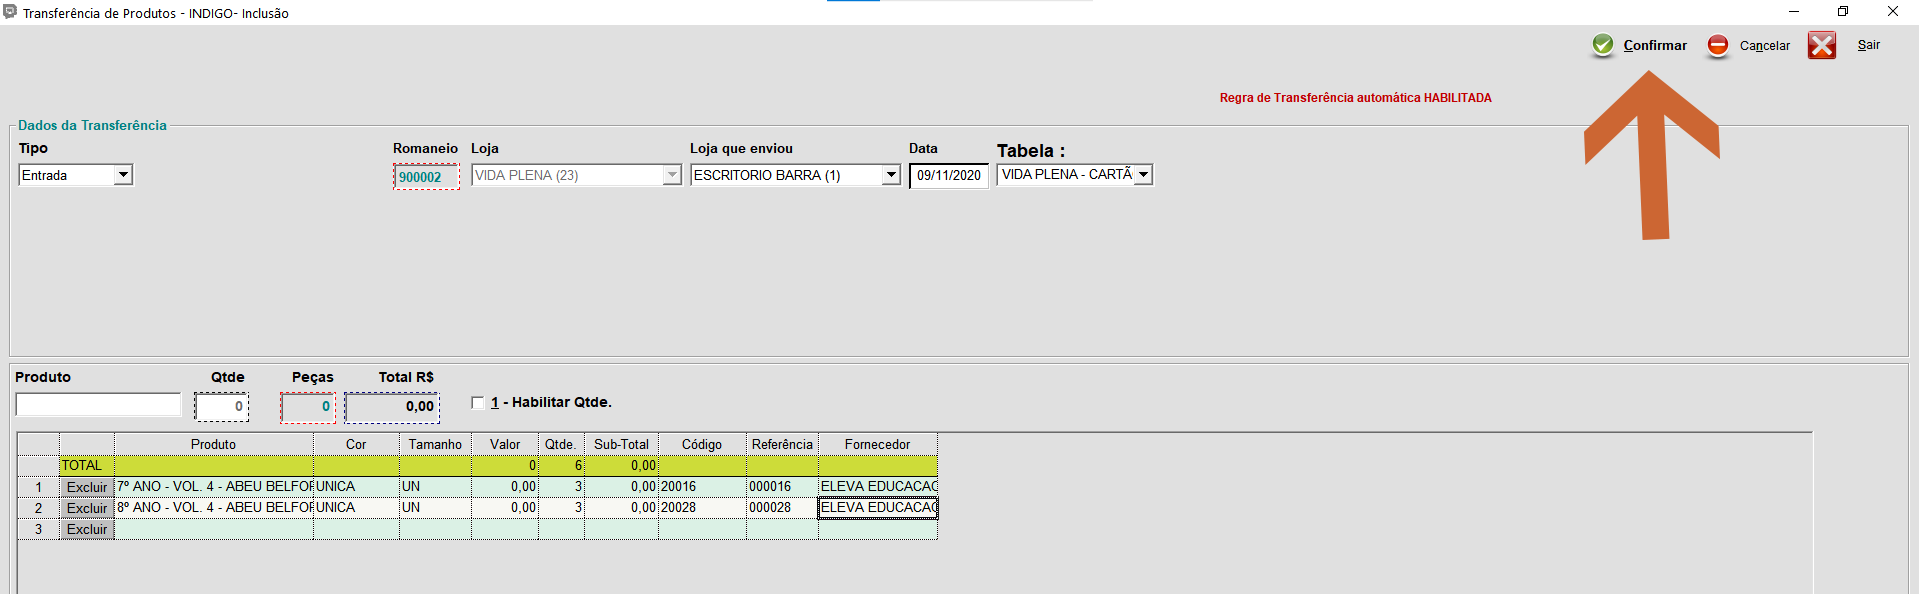 Transferência de Produtos - INDIGO- Inclusão
Confirmar Cancelar Sair
Regra de Transferência automática HABILITADA
Dados da Transferência
Tipo Romaneio Loja Loja que enviou Data Tabela :
Entrada 900002 VIDA PLENA (23) ESCRITORIO BARRA (1) 09/11/2020 VIDA PLENA - CARTÃ
Produto Qtde Peças Total R$
0 0 0,00 1 - Habilitar Qtde.
Produto Cor Tamanho Valor Qtde. Sub-Total Código Referência Fornecedor
TOTAL 0 6 0,00
1 Excluir 7º ANO - VOL. 4 - ABEU BELFOR UNICA UN 0,00 3 0,00 20016 000016 ELEVA EDUCACAO
2 Excluir 8º ANO - VOL. 4 - ABEU BELFOR UNICA UN 0,00 3 0,00 20028 000028 ELEVA EDUCACAO
3 Excluir